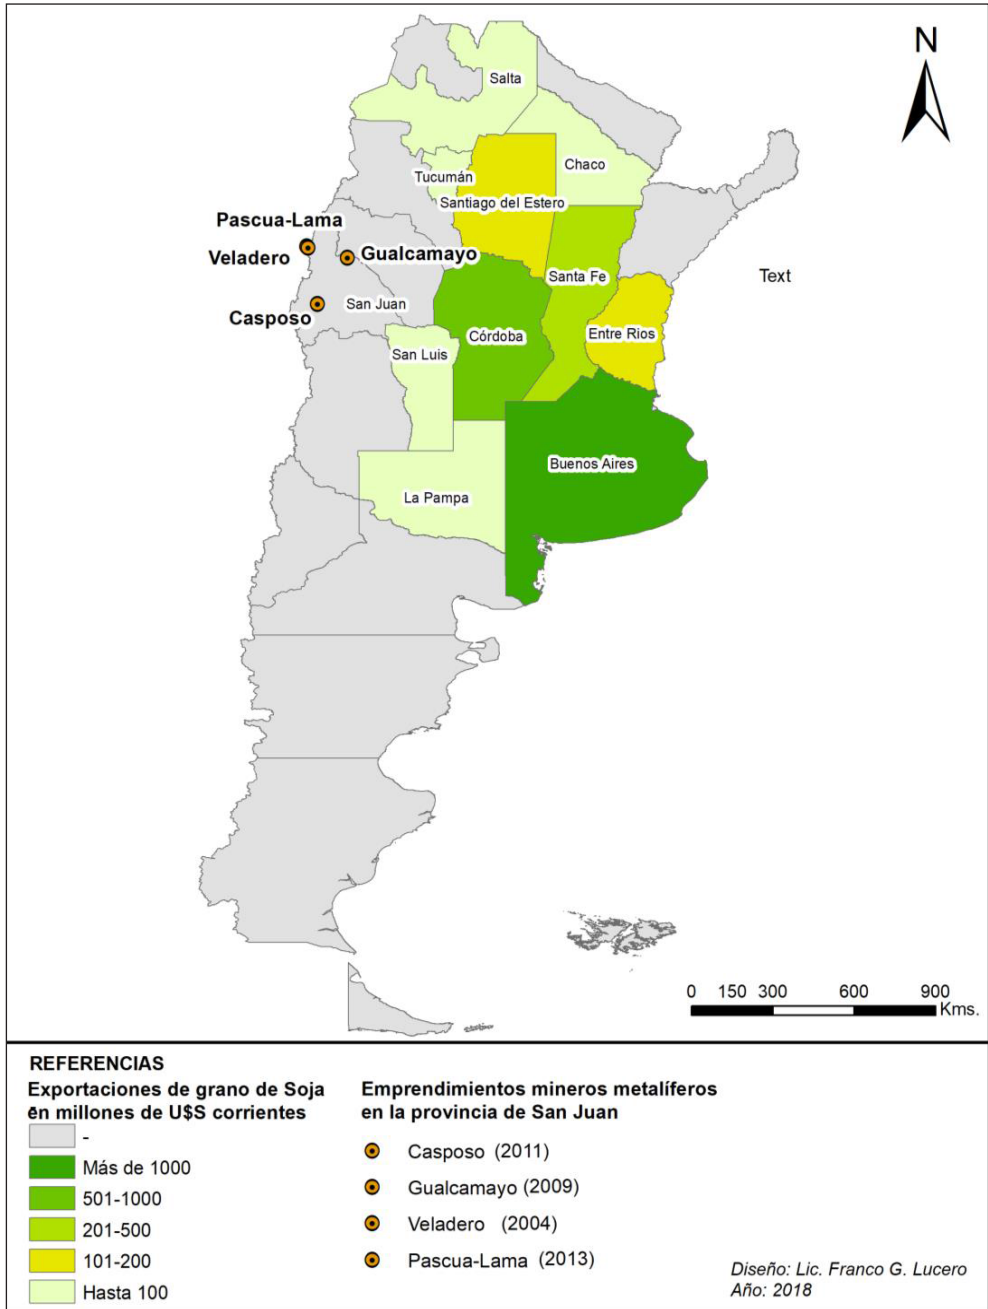 N
Salta
Chaco
Tucumán
Santiago del Estero
Pascua-Lama
Veladero
Gualcamayo
Santa Fe
Text
Casposo
San Juan
Córdoba
Entre Rios
San Luis
Buenos Aires
La Pampa
0 150 300 600 900
Kms.
REFERENCIAS
Exportaciones de grano de Soja
en millones de U$S corrientes
-
Más de 1000
501-1000
201-500
101-200
Hasta 100
Emprendimientos mineros metalíferos
en la provincia de San Juan
Casposo (2011)
Gualcamayo (2009)
Veladero (2004)
Pascua-Lama (2013)
Diseño: Lic. Franco G. Lucero
Año: 2018